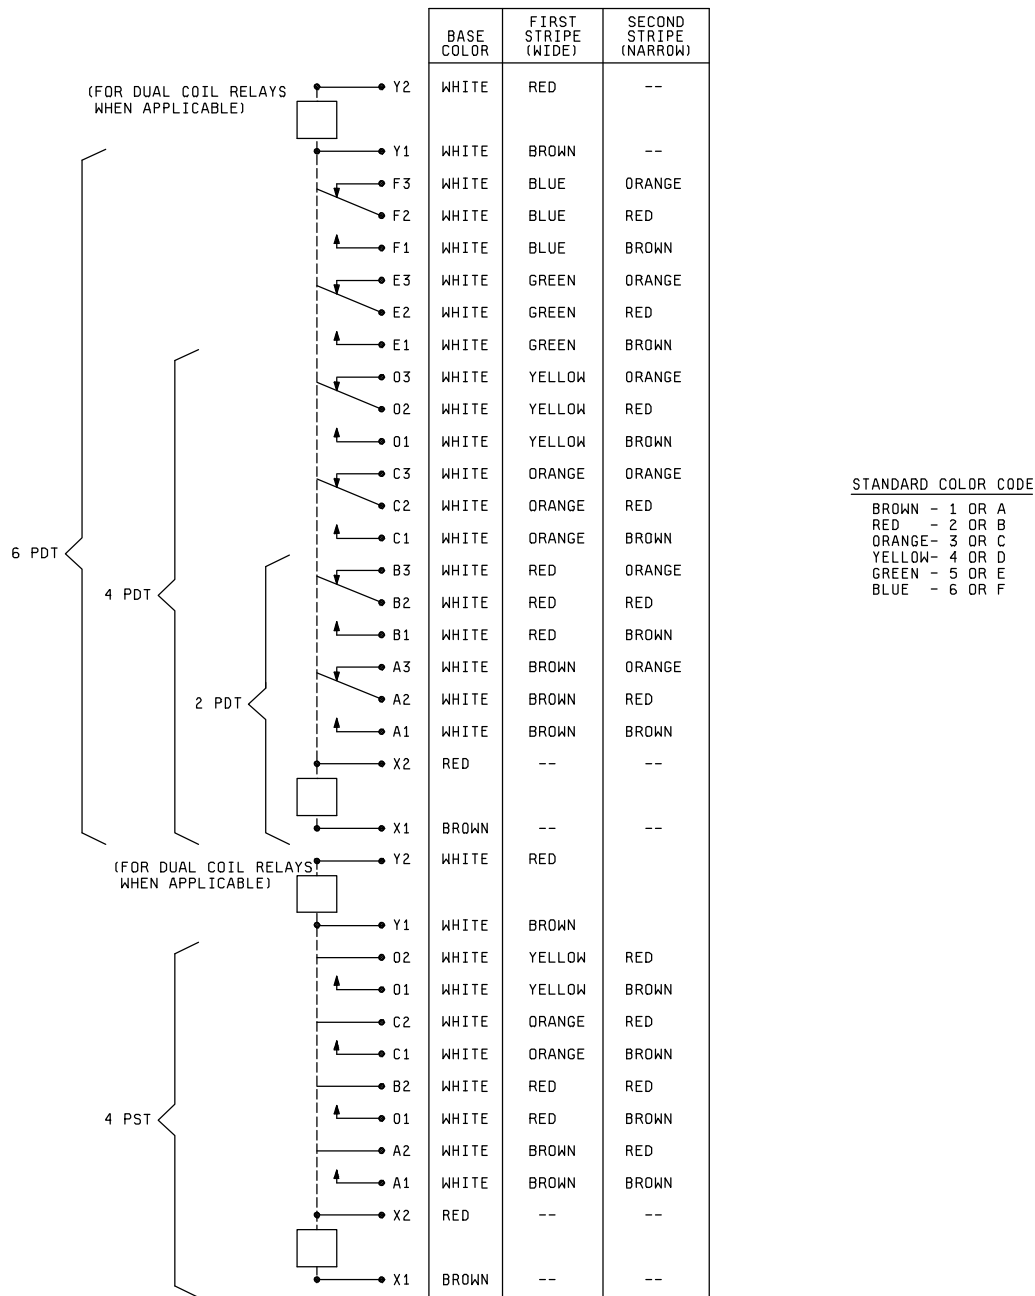 BASE COLOR	FIRST STRIPE (WIDE)	SECOND STRIPE (NARROW)
(FOR DUAL COIL RELAYS
WHEN APPLICABLE)
Y2	WHITE	RED	--
Y1	WHITE	BROWN	--
F3	WHITE	BLUE	ORANGE
F2	WHITE	BLUE	RED
F1	WHITE	BLUE	BROWN
E3	WHITE	GREEN	ORANGE
E2	WHITE	GREEN	RED
E1	WHITE	GREEN	BROWN
O3	WHITE	YELLOW	ORANGE
O2	WHITE	YELLOW	RED
O1	WHITE	YELLOW	BROWN
C3	WHITE	ORANGE	ORANGE
C2	WHITE	ORANGE	RED
C1	WHITE	ORANGE	BROWN
6 PDT
B3	WHITE	RED	ORANGE
4 PDT
B2	WHITE	RED	RED
B1	WHITE	RED	BROWN
A3	WHITE	BROWN	ORANGE
2 PDT
A2	WHITE	BROWN	RED
A1	WHITE	BROWN	BROWN
X2	RED	--	--
X1	BROWN	--	--
(FOR DUAL COIL RELAYS
WHEN APPLICABLE)
Y2	WHITE	RED
Y1	WHITE	BROWN
O2	WHITE	YELLOW	RED
O1	WHITE	YELLOW	BROWN
C2	WHITE	ORANGE	RED
C1	WHITE	ORANGE	BROWN
B2	WHITE	RED	RED
4 PST
O1	WHITE	RED	BROWN
A2	WHITE	BROWN	RED
A1	WHITE	BROWN	BROWN
X2	RED	--	--
X1	BROWN	--	--
STANDARD COLOR CODE
BROWN - 1 OR A
RED - 2 OR B
ORANGE- 3 OR C
YELLOW- 4 OR D
GREEN - 5 OR E
BLUE - 6 OR F